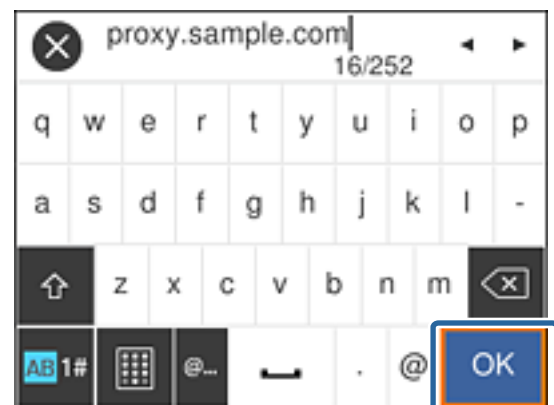 proxy.sample.com
16/252
q w e r t y u i o p
a s d f g h j k l -
z x c v b n m
AB 1# @... . @ OK